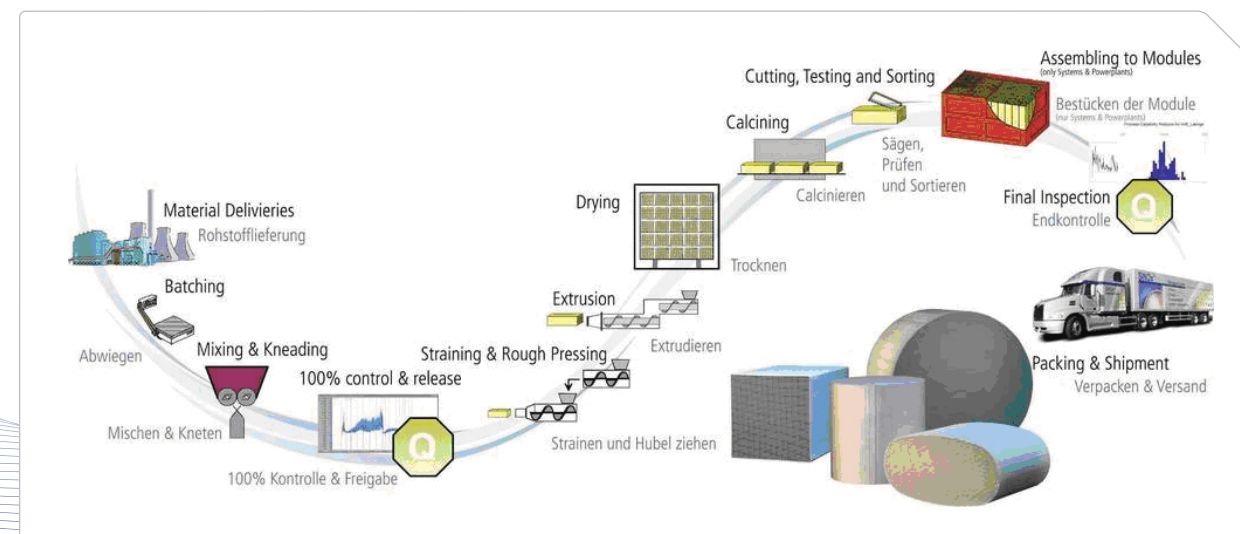 Material Delivieries
Rohstofflieferung
Batching
Abwiegen
Mixing & Kneading
Mischen & Kneten
100% control & release
Q
100% Kontrolle & Freigabe
Straining & Rough Pressing
Strainen und Hubel ziehen
Extrusion
Extrudieren
Drying
Trocknen
Calcining
Calcinieren
Cutting, Testing and Sorting
Sägen,
Prüfen
und Sortieren
Assembling to Modules
(only Systems & Powerplants)
Bestücken der Module
(nur Systems & Powerplants)
Final Inspection
Endkontrolle
Q
Packing & Shipment
Verpacken & Versand